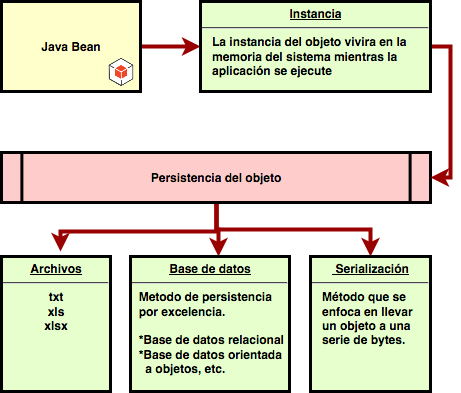 Java Bean
Instancia
La instancia del objeto vivira en la
memoria del sistema mientras la
aplicación se ejecute
Persistencia del objeto
Archivos
txt
xls
xlsx
Base de datos
Metodo de persistencia
por excelencia.
*Base de datos relacional
*Base de datos orientada
a objetos, etc.
Serialización
Método que se
enfoca en llevar
un objeto a una
serie de bytes.